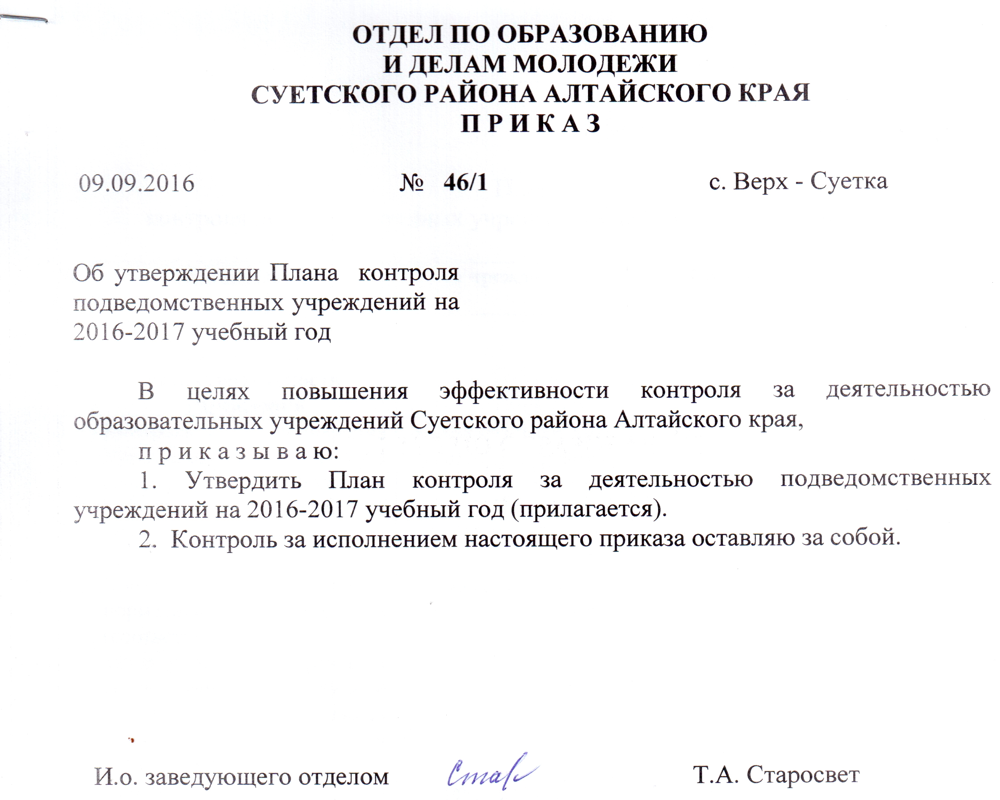 ОТДЕЛ ПО ОБРАЗОВАНИЮ
И ДЕЛАМ МОЛОДЕЖИ
СУЕТСКОГО РАЙОНА АЛТАЙСКОГО КРАЯ
П Р И К А З
09.09.2016 № 46/1 с. Верх - Суетка
Об утверждении Плана контроля
подведомственных учреждений на
2016-2017 учебный год
В целях повышения эффективности контроля за деятельностью
образовательных учреждений Суетского района Алтайского края,
п р и к а з ы в а ю:
1. Утвердить План контроля за деятельностью подведомственных
учреждений на 2016-2017 учебный год (прилагается).
2. Контроль за исполнением настоящего приказа оставляю за собой.
И.о. заведующего отделом Т.А. Старосвет